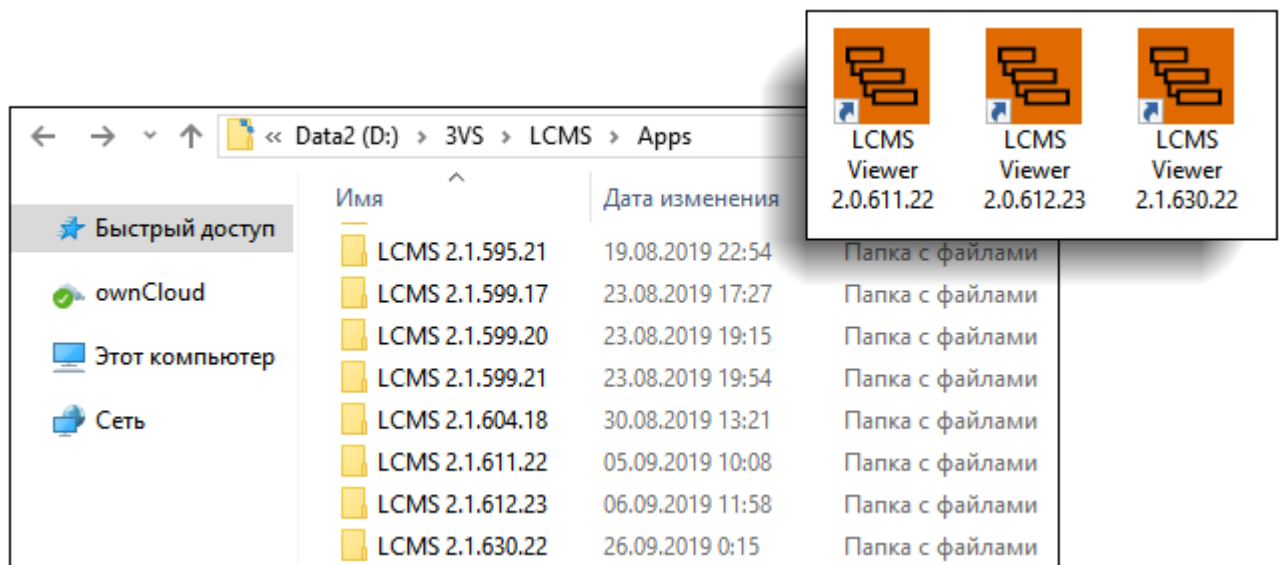 LCMS Viewer 2.0.611.22
LCMS Viewer 2.0.612.23
LCMS Viewer 2.1.630.22
« Data2 (D:) › 3VS › LCMS › Apps
Имя Дата изменения
Быстрый доступ
ownCloud
Этот компьютер
Сеть
LCMS 2.1.595.21 19.08.2019 22:54 Папка с файлами
LCMS 2.1.599.17 23.08.2019 17:27 Папка с файлами
LCMS 2.1.599.20 23.08.2019 19:15 Папка с файлами
LCMS 2.1.599.21 23.08.2019 19:54 Папка с файлами
LCMS 2.1.604.18 30.08.2019 13:21 Папка с файлами
LCMS 2.1.611.22 05.09.2019 10:08 Папка с файлами
LCMS 2.1.612.23 06.09.2019 11:58 Папка с файлами
LCMS 2.1.630.22 26.09.2019 0:15 Папка с файлами